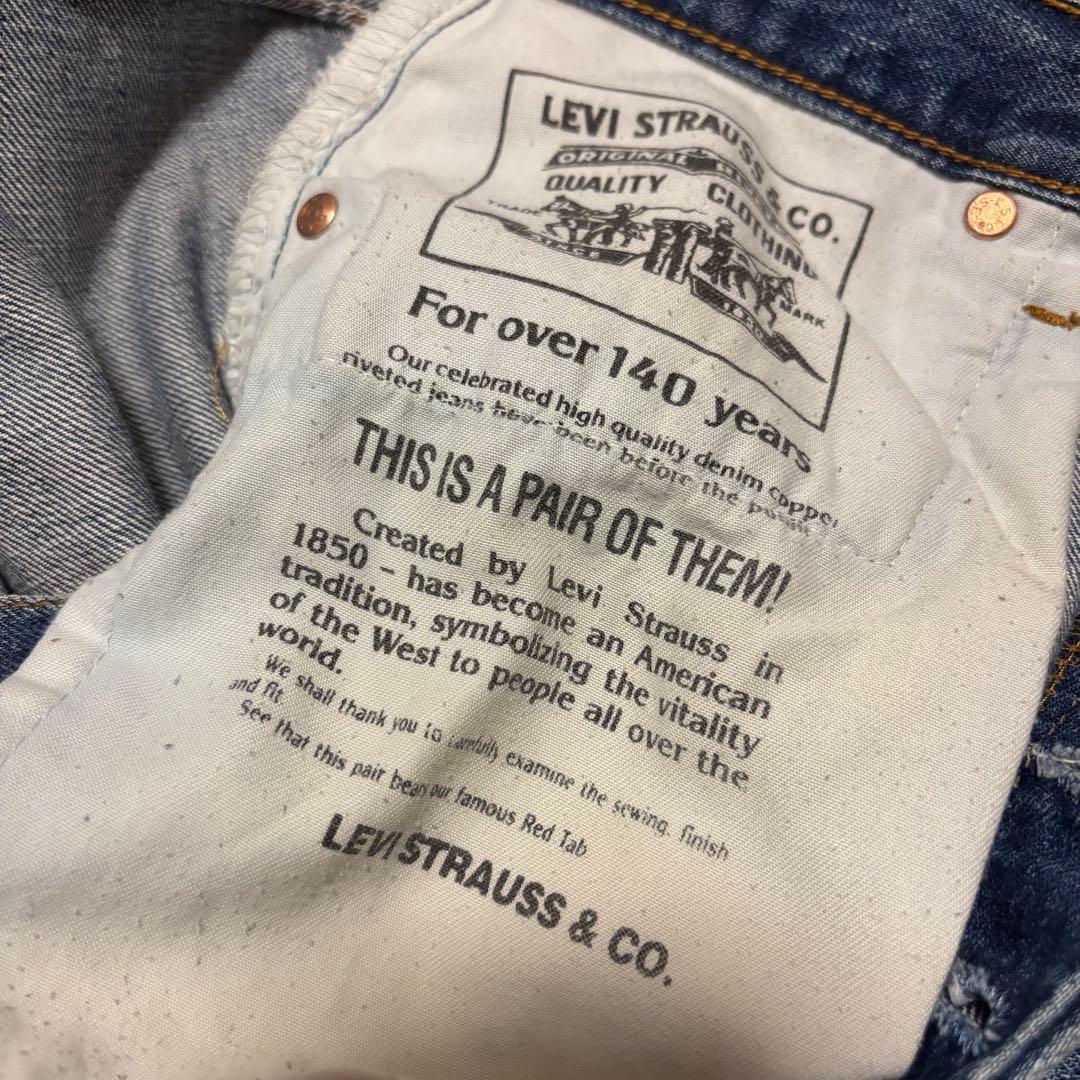 LEVI STRAUSS & CO.
ORIGINAL
QUALITY CLOTHING
TRADE MARK
For over 140 years
Our celebrated high quality denim copper
riveted jeans have been before the public
THIS IS A PAIR OF THEM!
Created by Levi Strauss in
1850 – has become an American
tradition, symbolizing the vitality
of the West to people all over the
world.
We shall thank you to carefully examine the sewing. finish
and fit.
See that this pair bears our famous Red Tab
LEVI STRAUSS & CO.